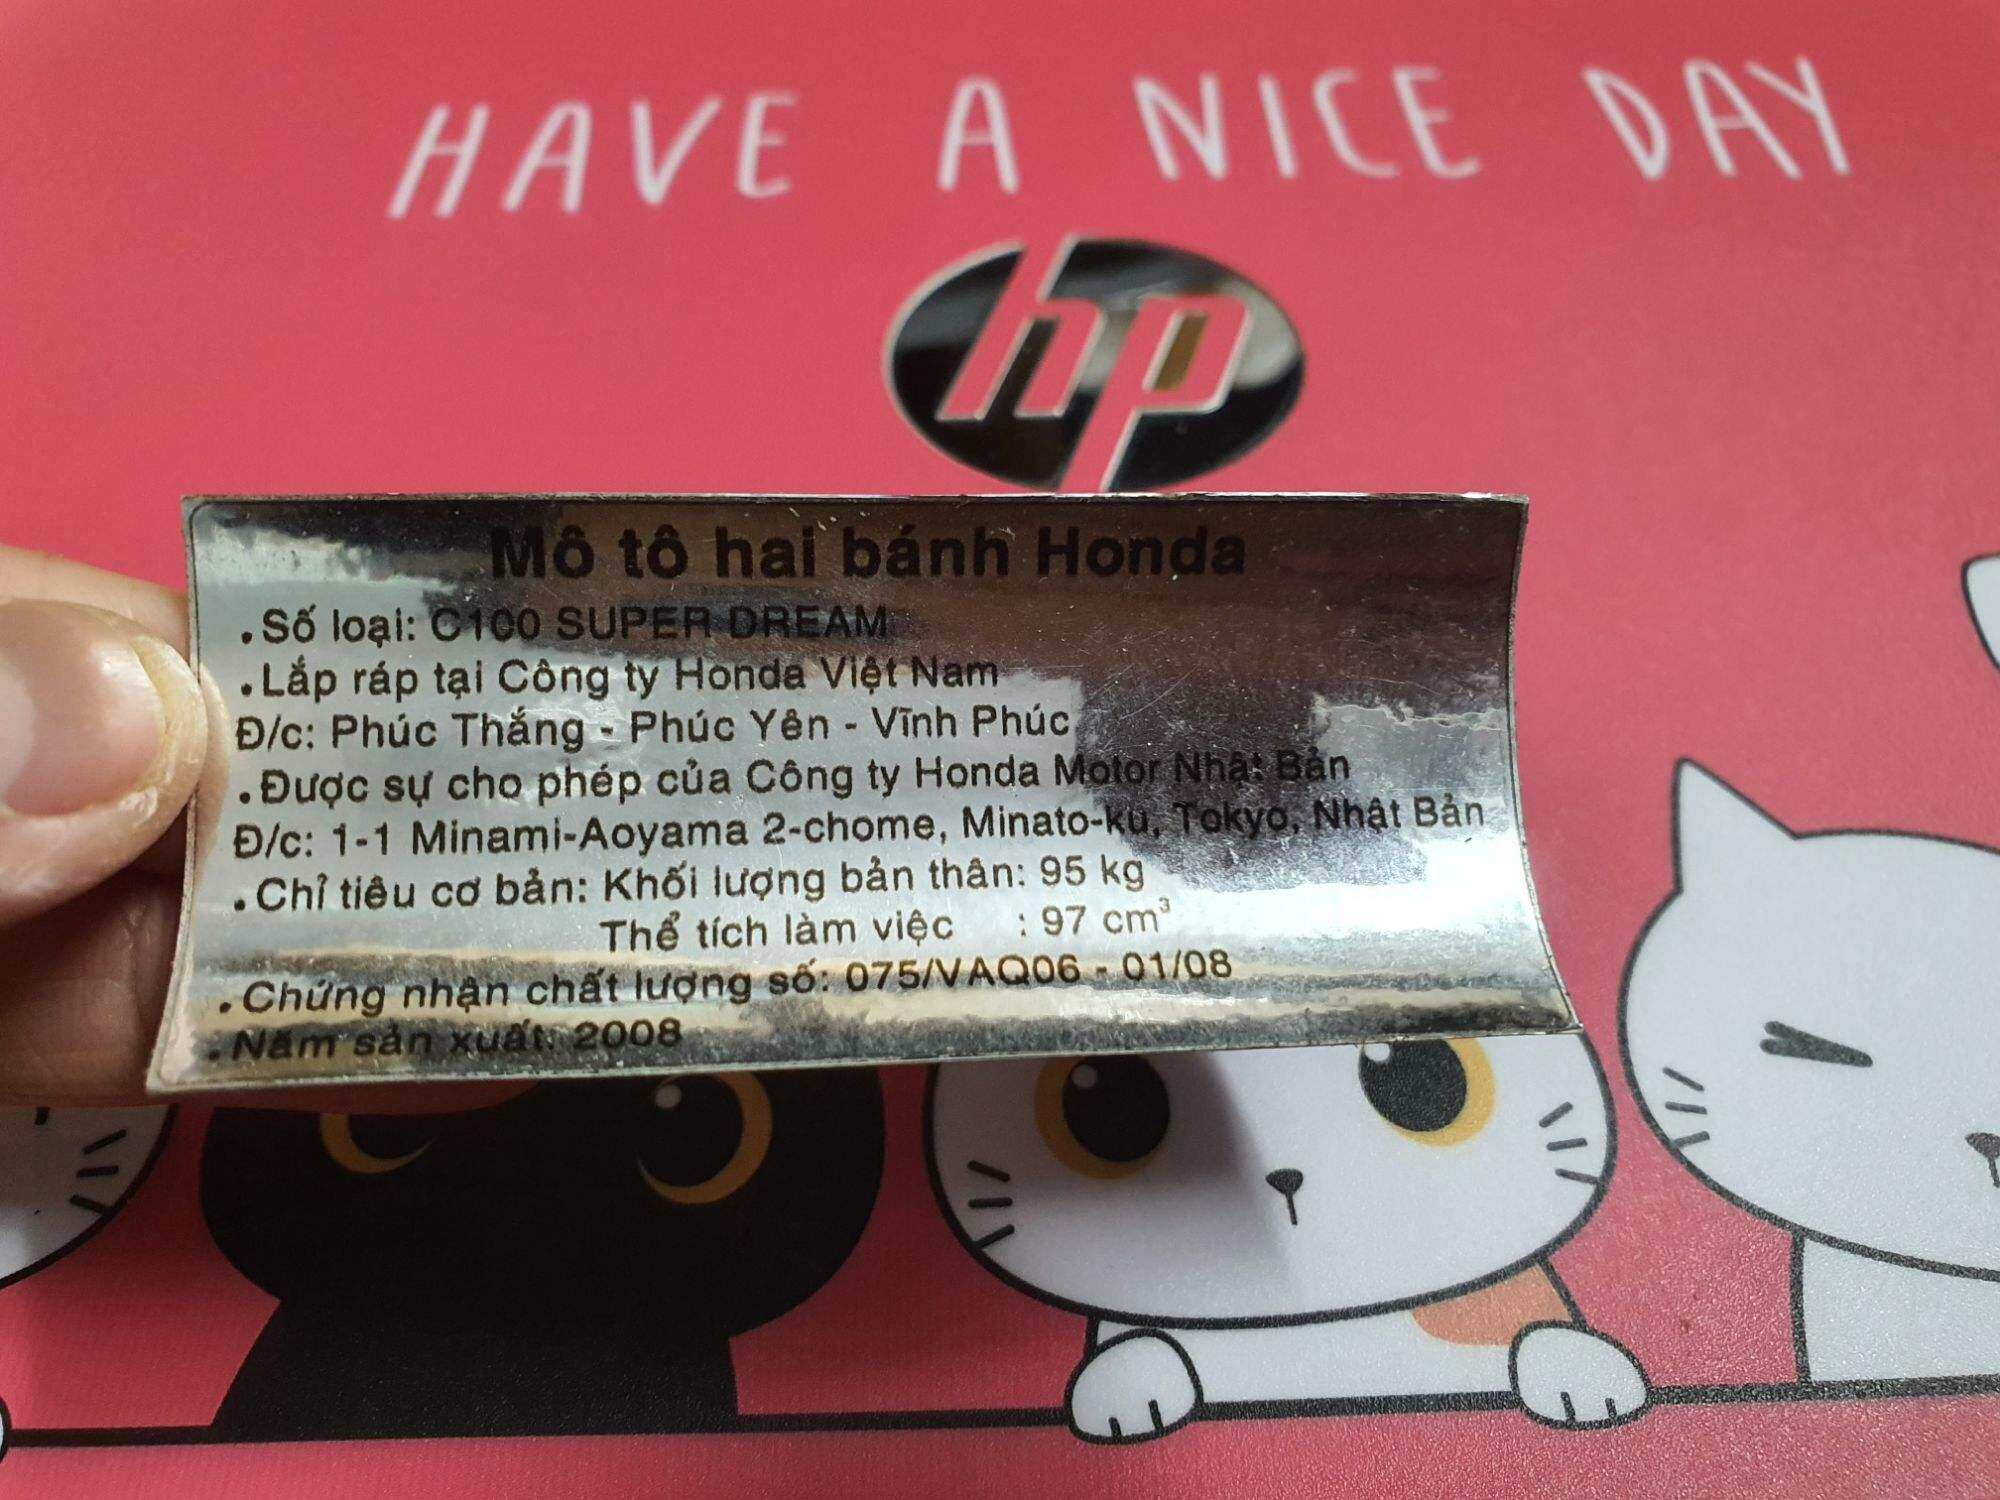 HAVE A NICE DAY
hp
Mô tô hai bánh Honda
.Số loại: C100 SUPER DREAM
.Lắp ráp tại Công ty Honda Việt Nam
Đ/c: Phúc Thắng - Phúc Yên - Vĩnh Phúc
.Được sự cho phép của Công ty Honda Motor Nhật Bản
Đ/c: 1-1 Minami-Aoyama 2-chome, Minato-ku, Tokyo, Nhật Bản
.Chỉ tiêu cơ bản: Khối lượng bản thân: 95 kg
Thể tích làm việc : 97 cm³
.Chứng nhận chất lượng số: 075/VAQ06 - 01/08
.Năm sản xuất: 2008